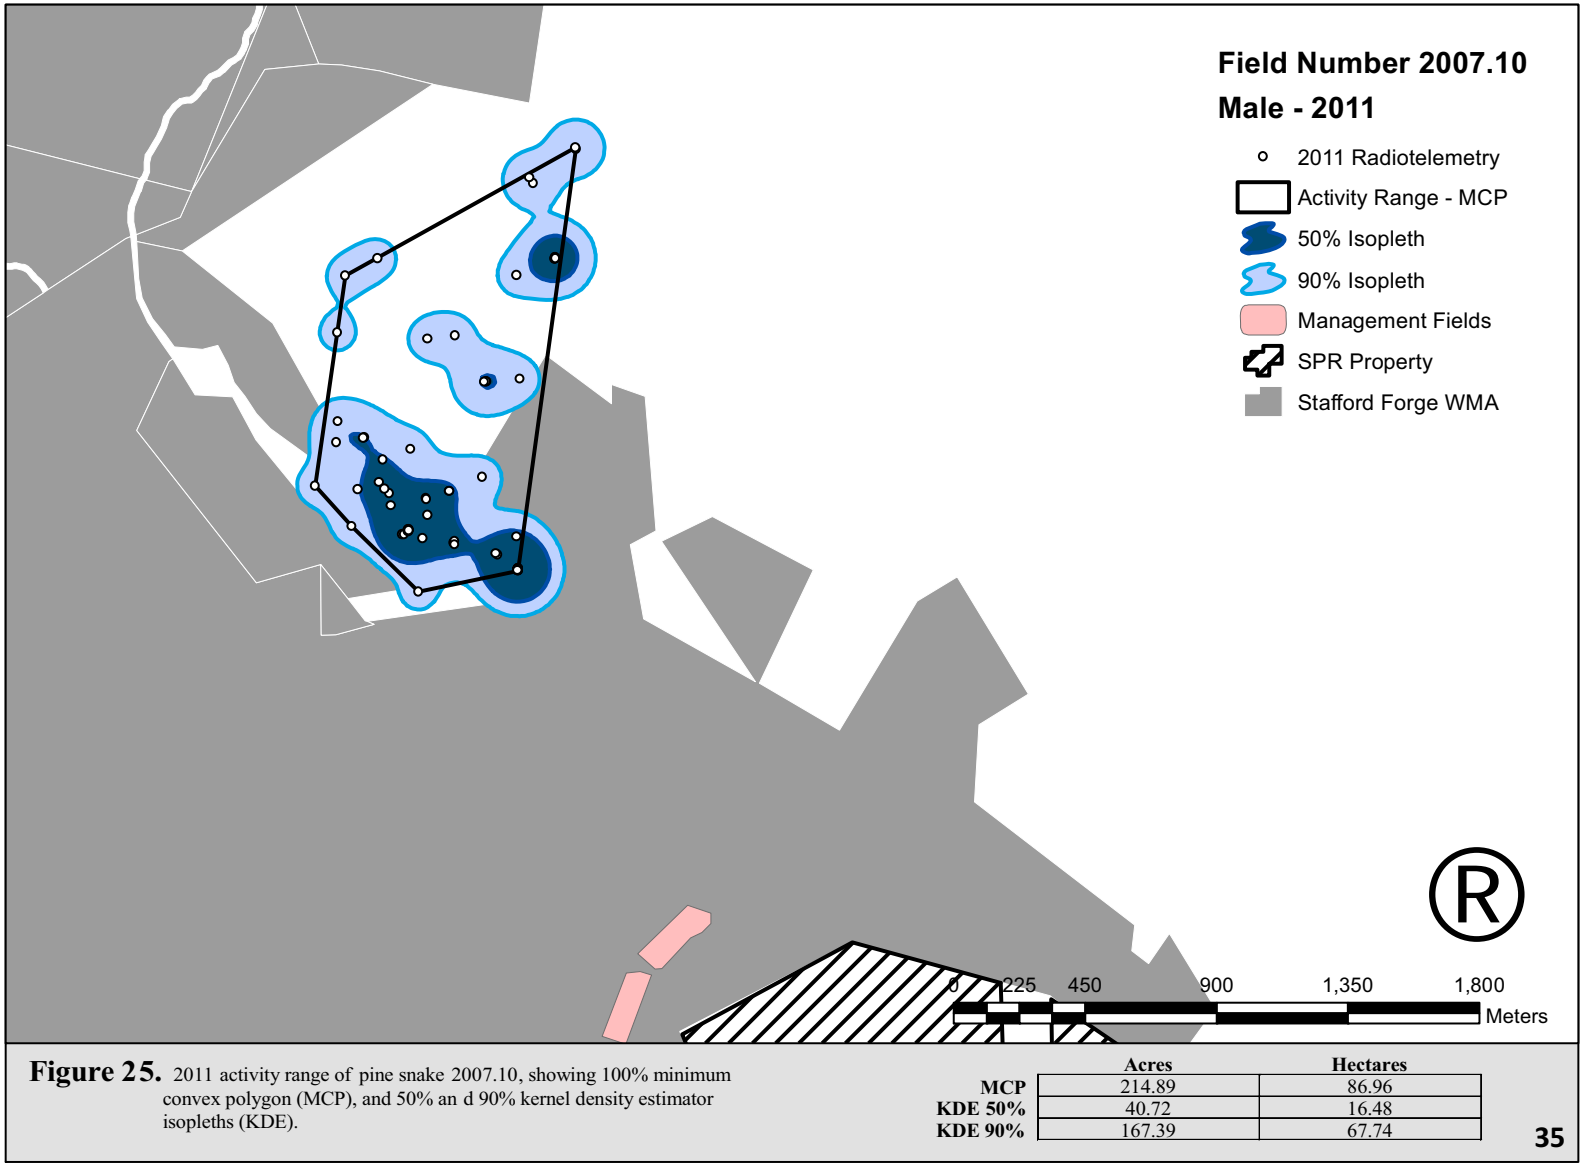 Field Number 2007.10
Male - 2011
2011 Radiotelemetry
Activity Range - MCP
50% Isopleth
90% Isopleth
Management Fields
SPR Property
Stafford Forge WMA
®
0 225 450 900 1,350 1,800
Meters
Figure 25. 2011 activity range of pine snake 2007.10, showing 100% minimum
convex polygon (MCP), and 50% an d 90% kernel density estimator
isopleths (KDE).
Acres Hectares
MCP 214.89 86.96
KDE 50% 40.72 16.48
KDE 90% 167.39 67.74
35